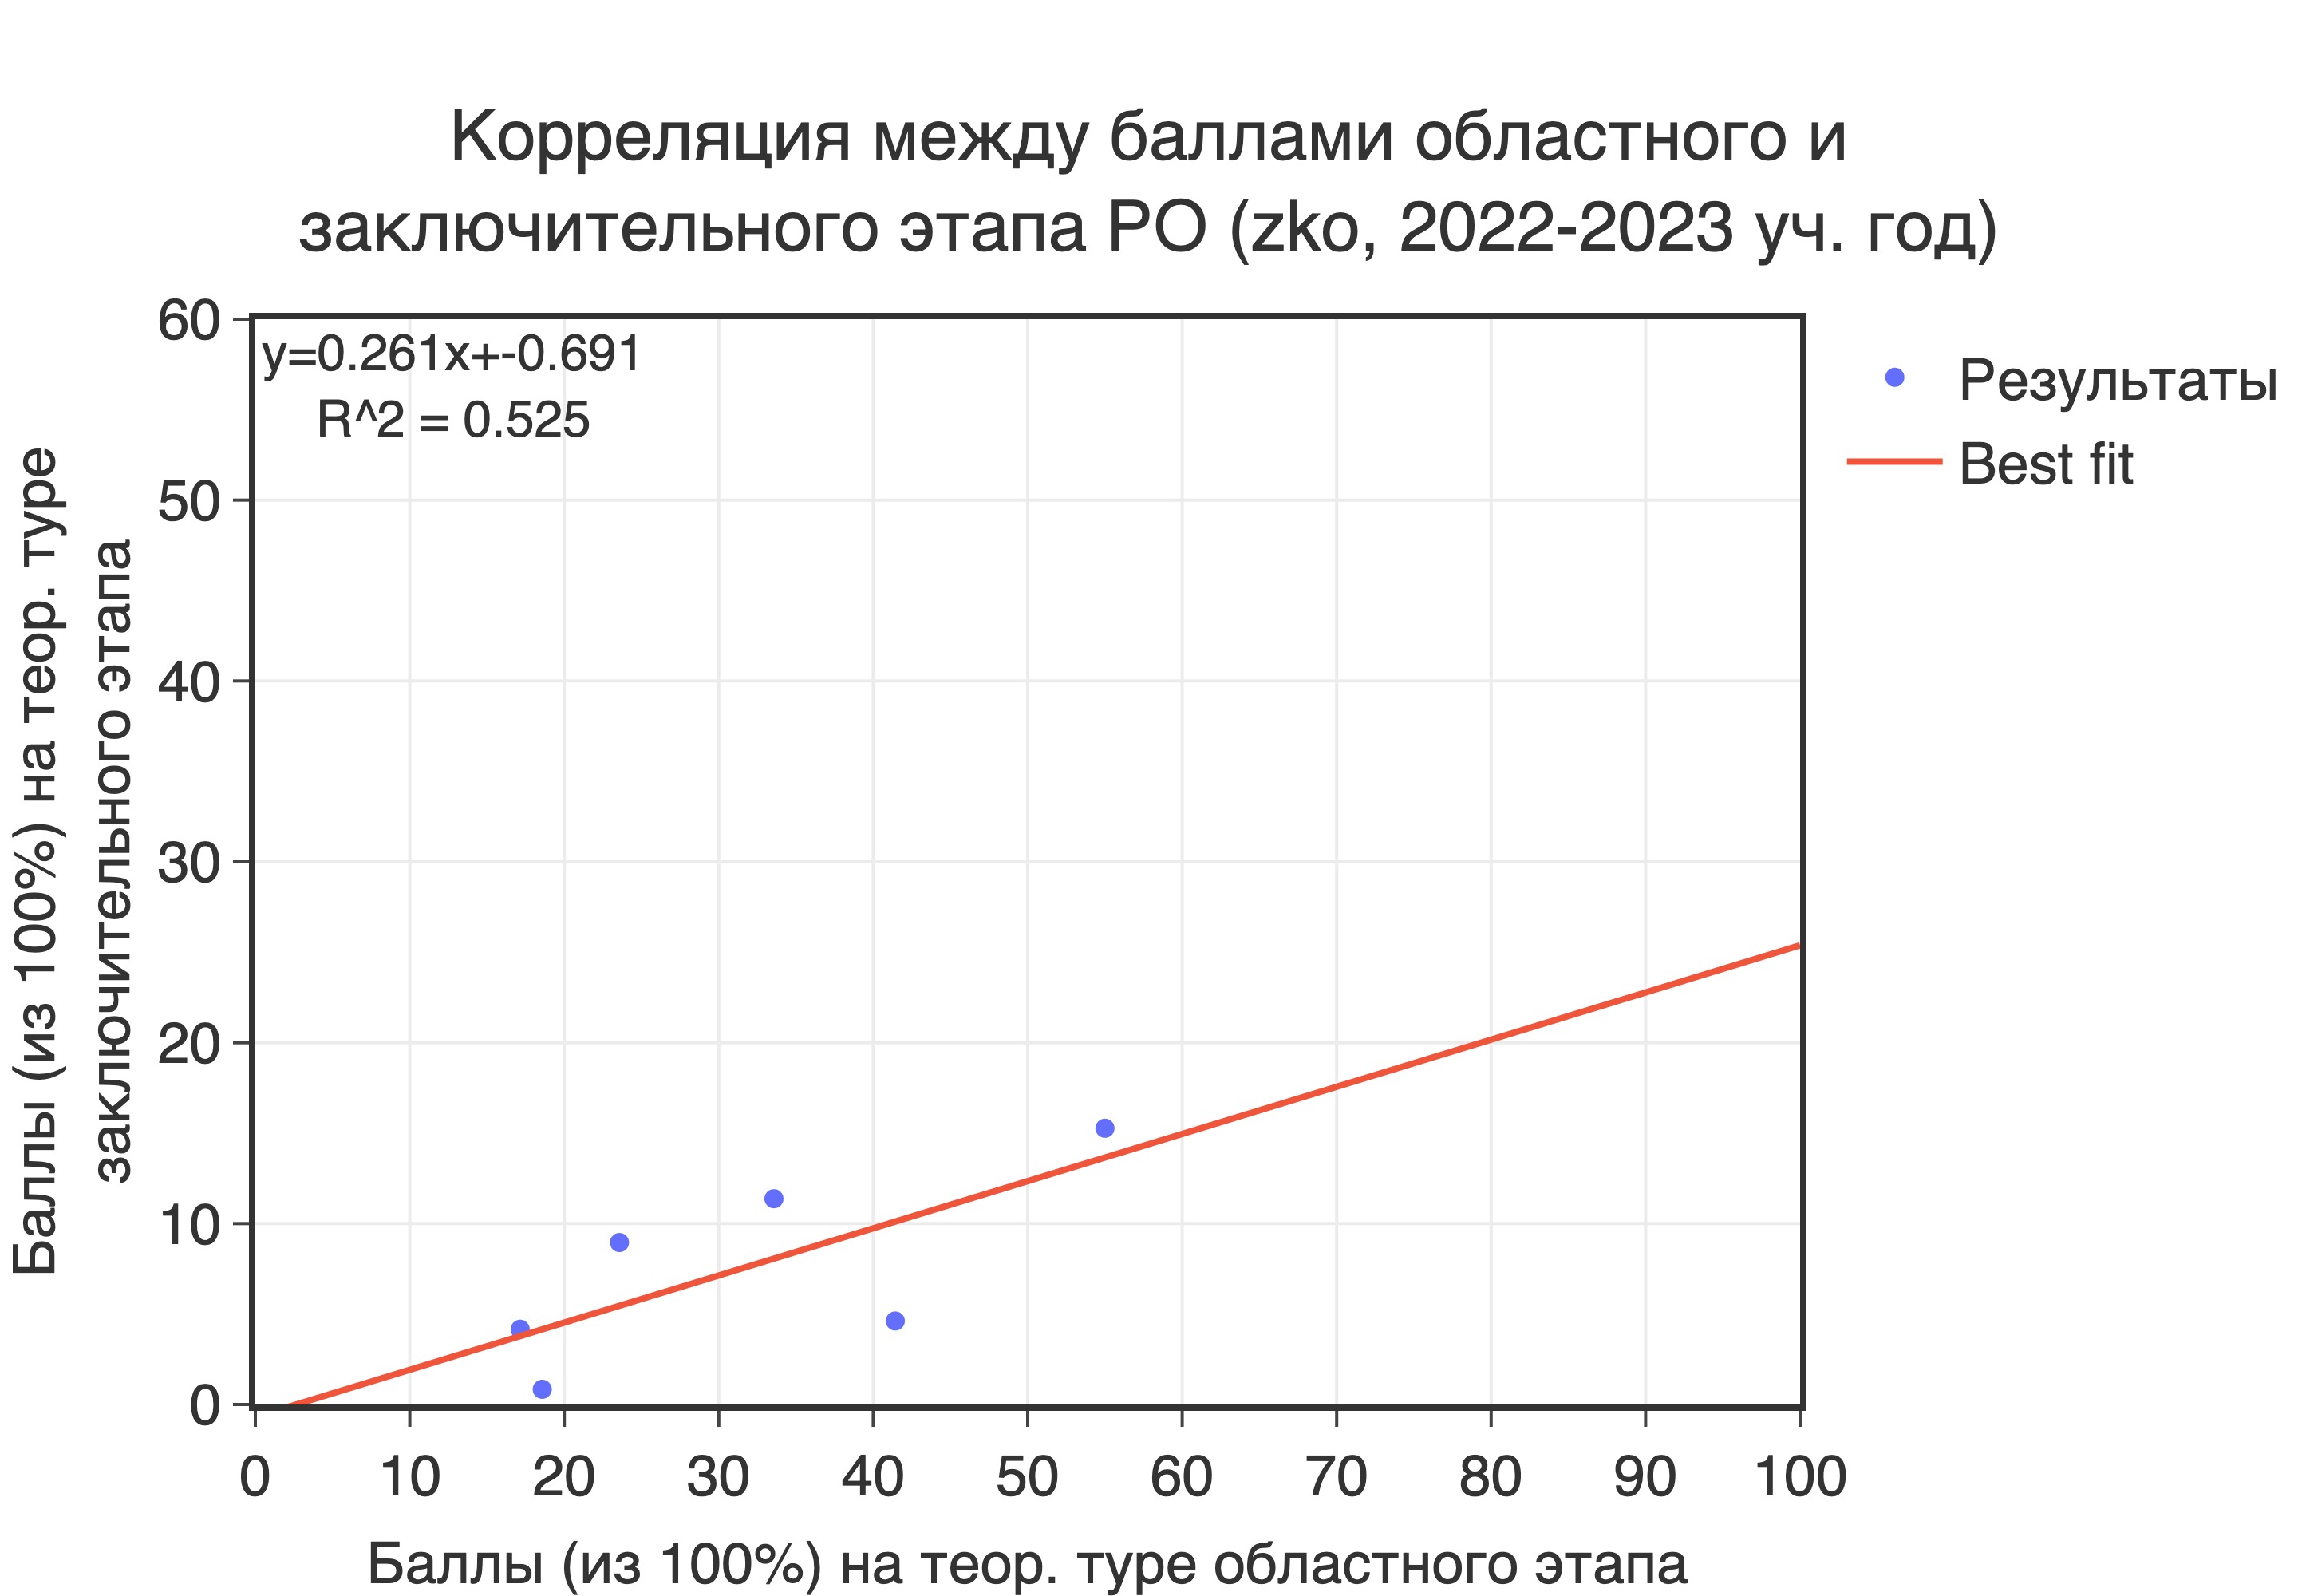 Корреляция между баллами областного и
заключительного этапа РО (zko, 2022-2023 уч. год)
y=0.261x+-0.691
R^2 = 0.525
Результаты
Best fit
Баллы (из 100%) на теор. туре
заключительного этапа
60
50
40
30
20
10
0
0 10 20 30 40 50 60 70 80 90 100
Баллы (из 100%) на теор. туре областного этапа